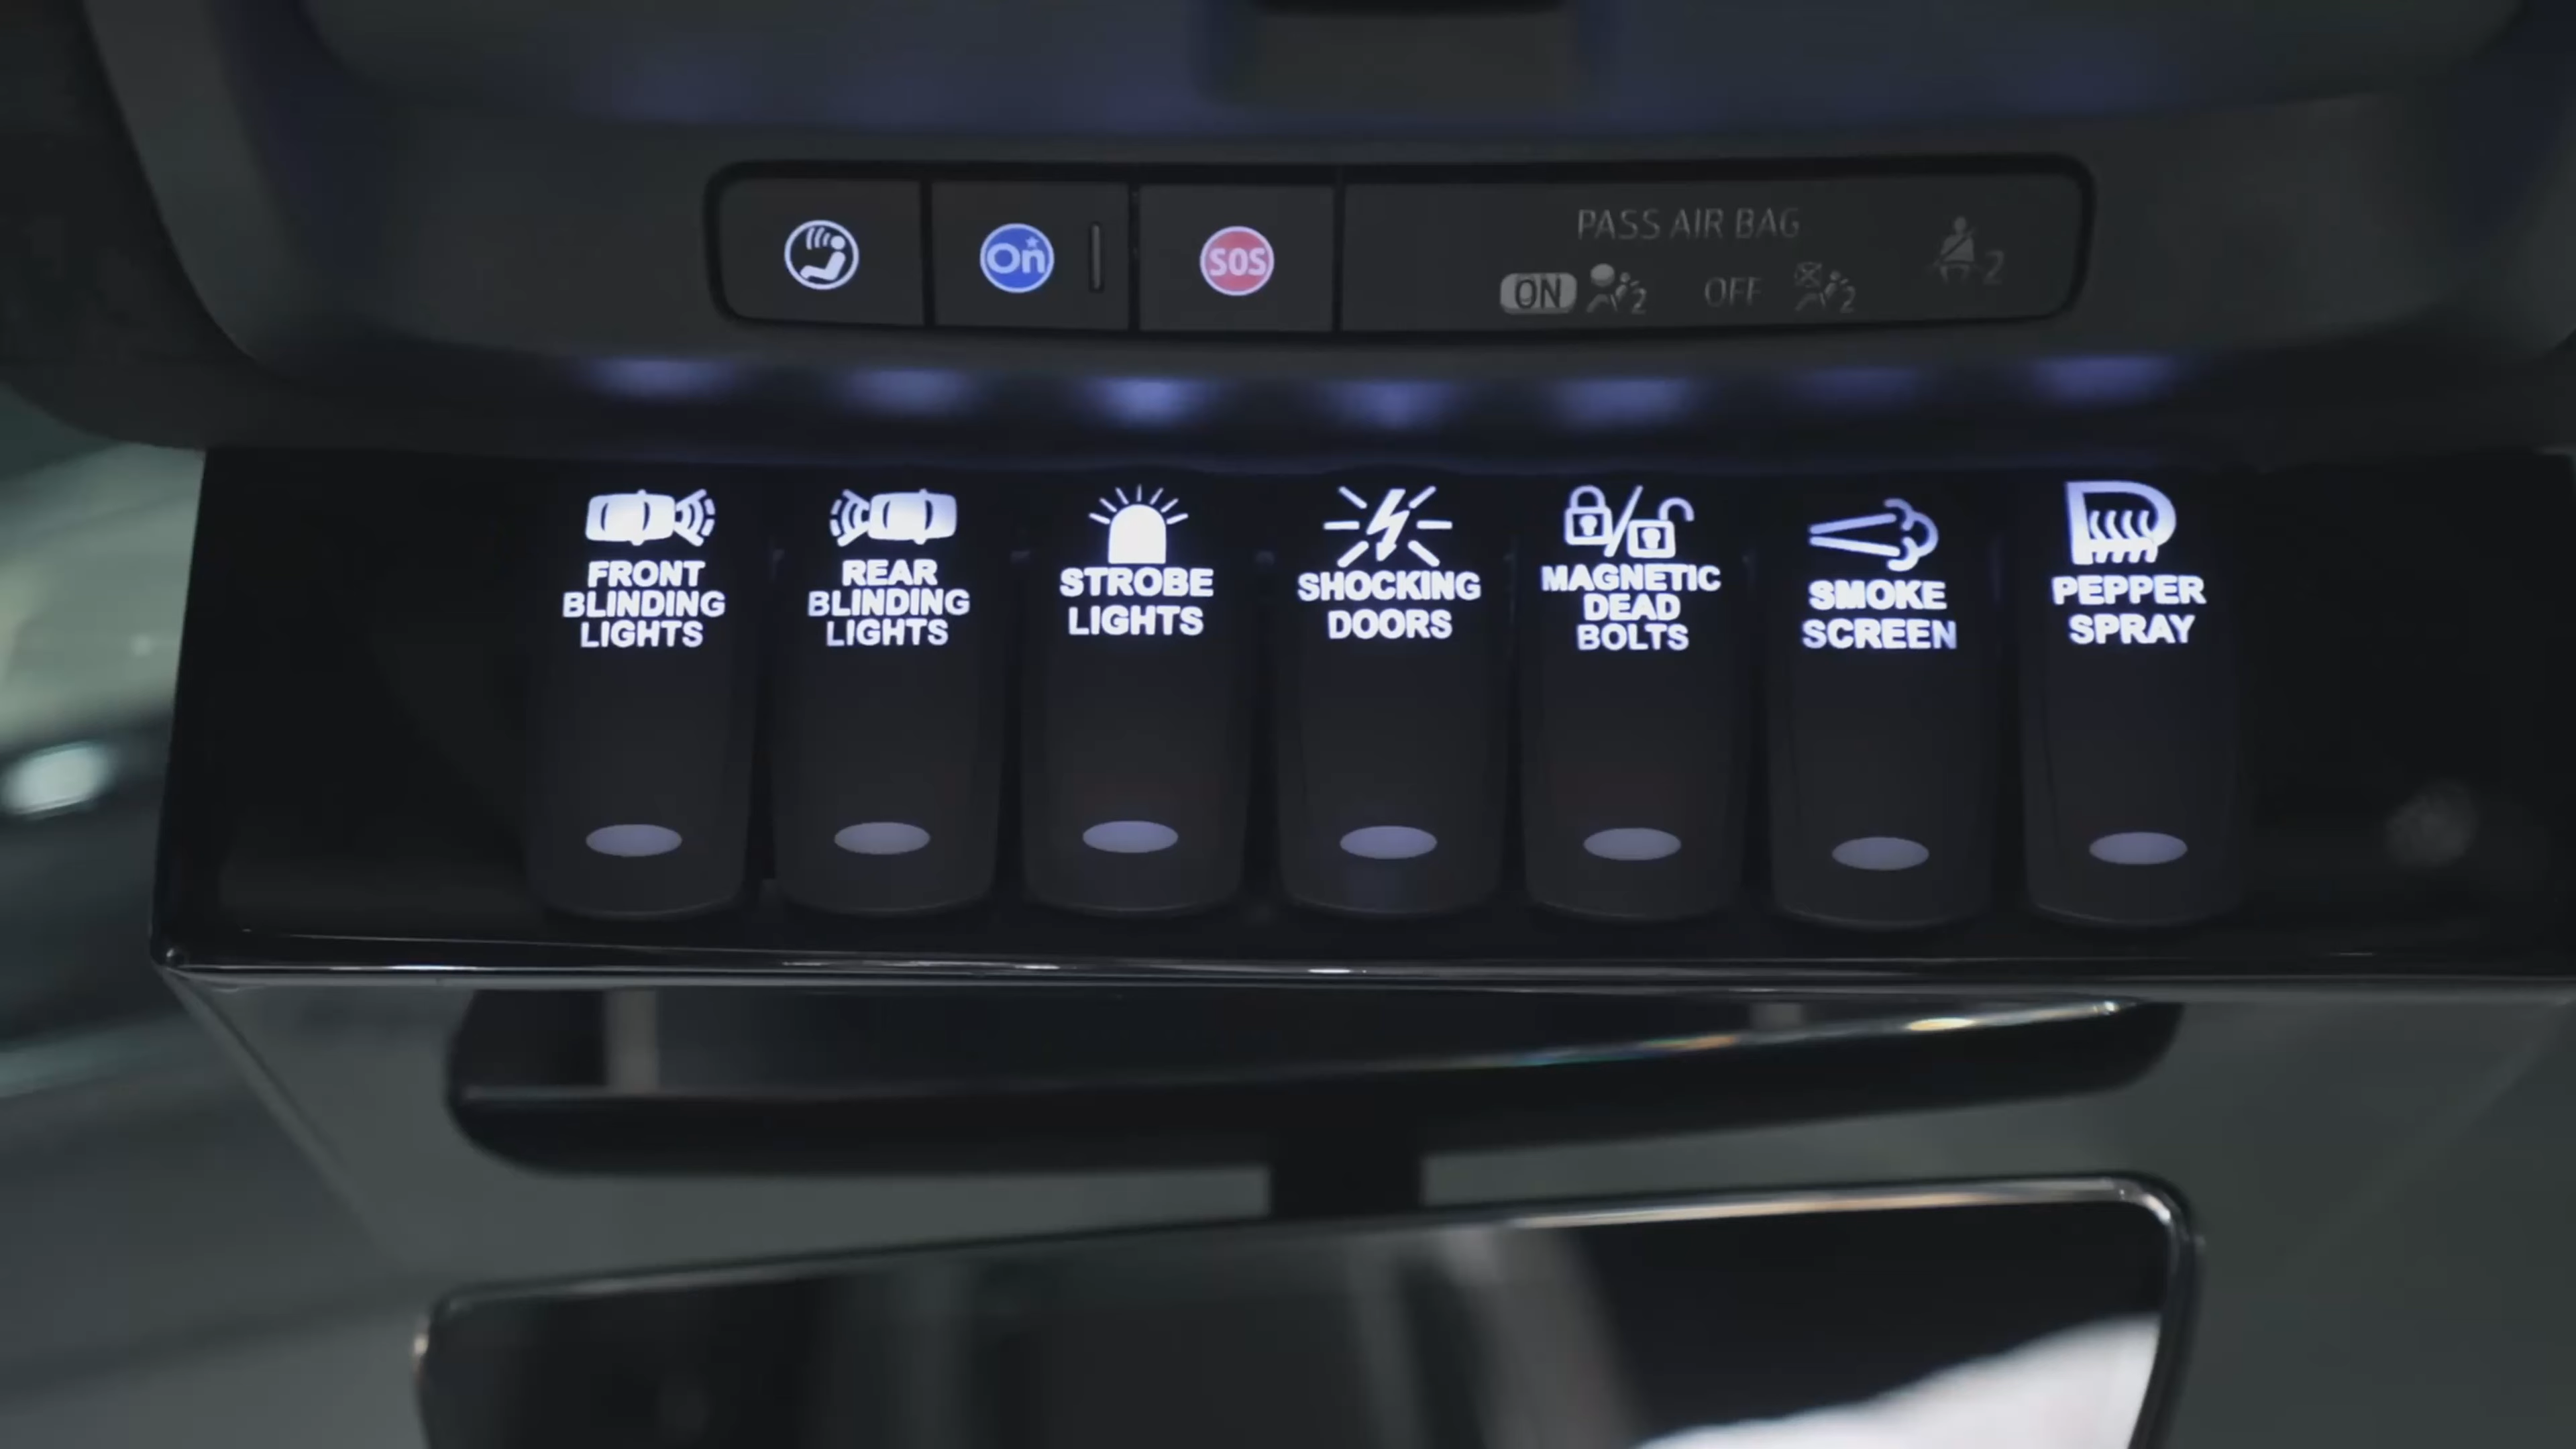 On
SOS
PASS AIR BAG
ON 2 OFF 2
2
FRONT
BLINDING
LIGHTS
REAR
BLINDING
LIGHTS
STROBE
LIGHTS
SHOCKING
DOORS
MAGNETIC
DEAD
BOLTS
SMOKE
SCREEN
PEPPER
SPRAY